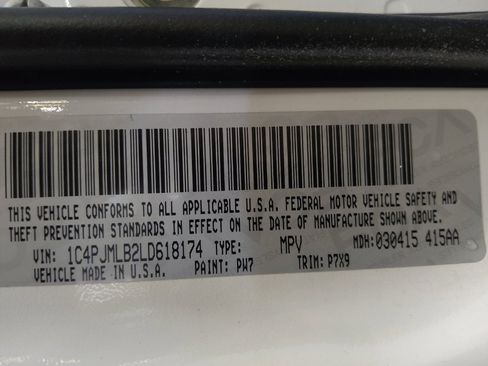 THIS VEHICLE CONFORMS TO ALL APPLICABLE U.S.A. FEDERAL MOTOR VEHICLE SAFETY AND
THEFT PREVENTION STANDARDS IN EFFECT ON THE DATE OF MANUFACTURE SHOWN ABOVE.
VIN: 1C4PJMLB2LD618174 TYPE: MPV MDH: 030415 415AA
VEHICLE MADE IN U.S.A. PAINT: PW7 TRIM: P7X9